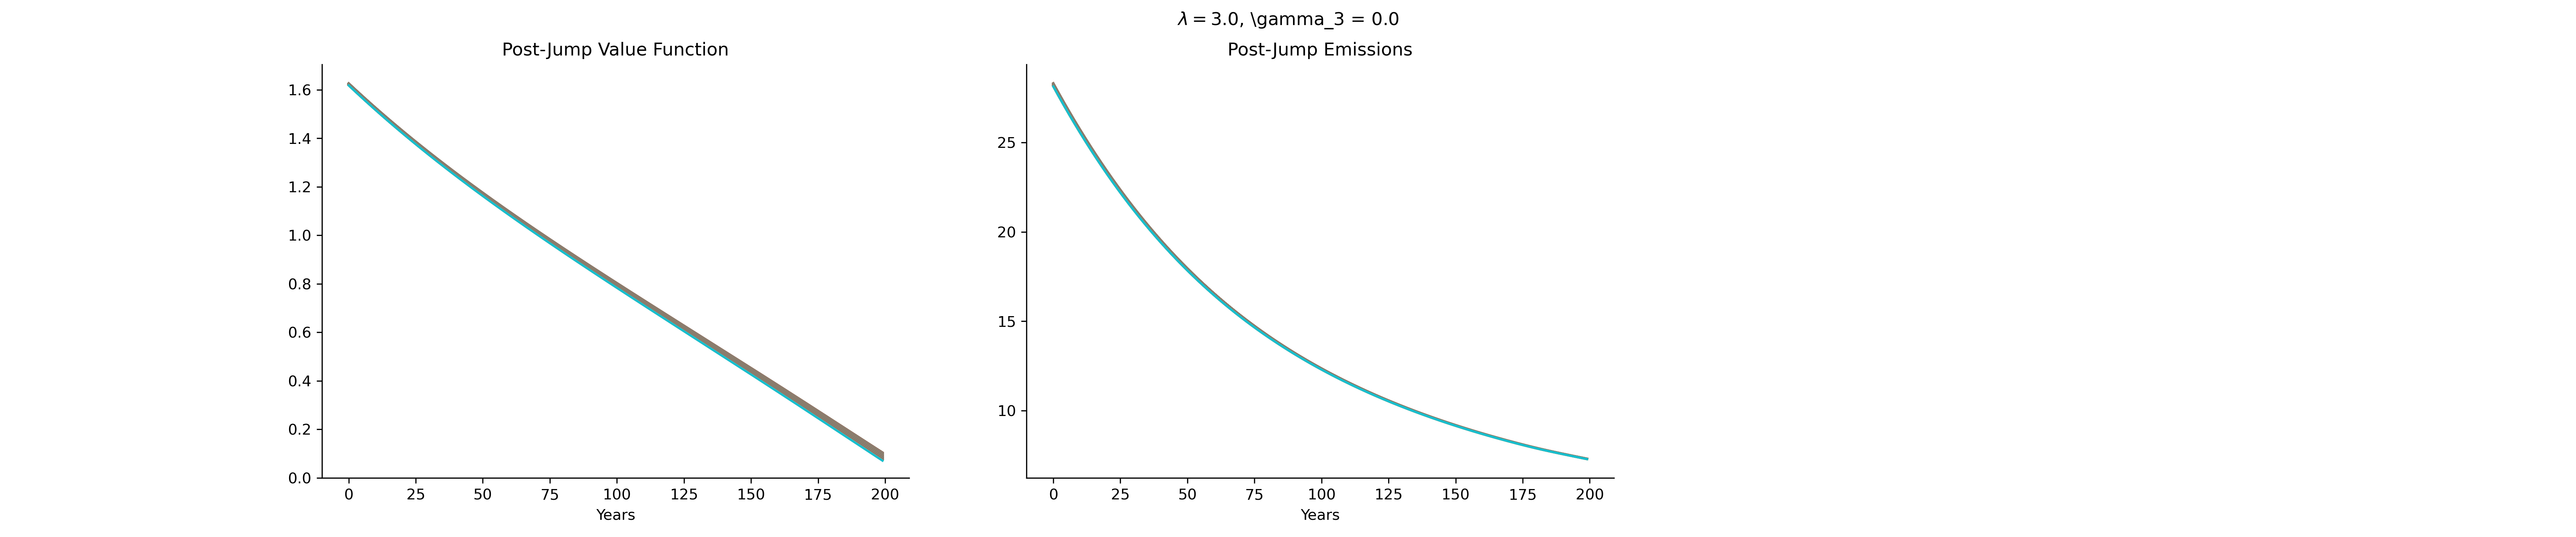 λ = 3.0, \gamma_3 = 0.0
Post-Jump Value Function
1.6
1.4
1.2
1.0
0.8
0.6
0.4
0.2
0.0
0 25 50 75 100 125 150 175 200
Years
Post-Jump Emissions
25
20
15
10
0 25 50 75 100 125 150 175 200
Years